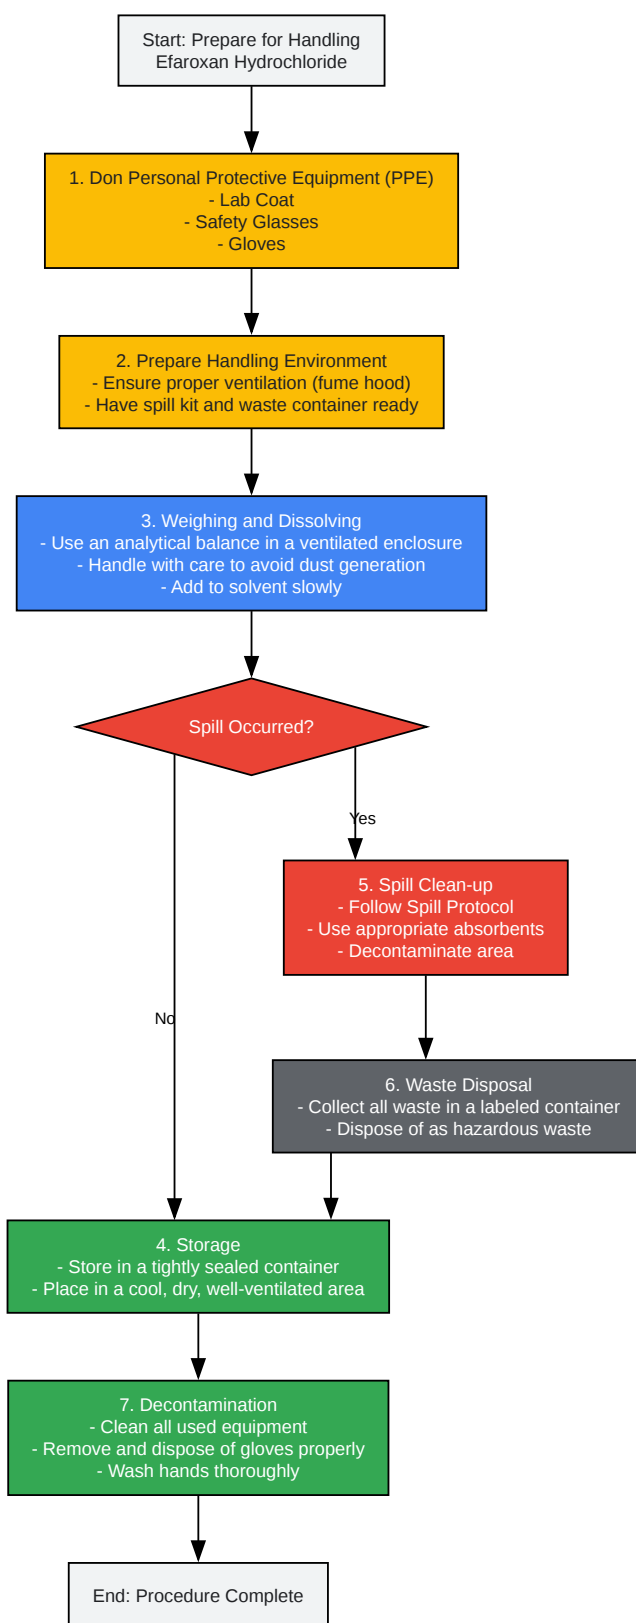 Start: Prepare for Handling
Efaroxan Hydrochloride
1. Don Personal Protective Equipment (PPE)
- Lab Coat
- Safety Glasses
- Gloves
2. Prepare Handling Environment
- Ensure proper ventilation (fume hood)
- Have spill kit and waste container ready
3. Weighing and Dissolving
- Use an analytical balance in a ventilated enclosure
- Handle with care to avoid dust generation
- Add to solvent slowly
Spill Occurred?
Yes
5. Spill Clean-up
- Follow Spill Protocol
- Use appropriate absorbents
- Decontaminate area
No
6. Waste Disposal
- Collect all waste in a labeled container
- Dispose of as hazardous waste
4. Storage
- Store in a tightly sealed container
- Place in a cool, dry, well-ventilated area
7. Decontamination
- Clean all used equipment
- Remove and dispose of gloves properly
- Wash hands thoroughly
End: Procedure Complete